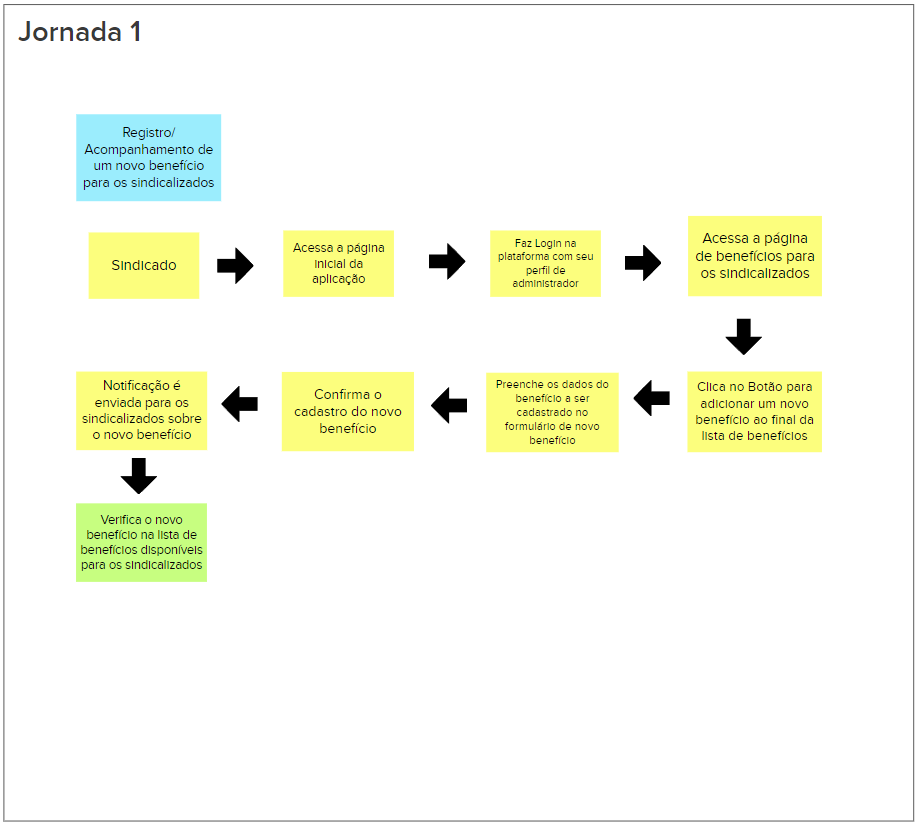 Jornada 1
Registro/
Acompanhamento de
um novo benefício
para os sindicalizados
Sindicado
Acessa a página
inicial da
aplicação
Faz Login na
plataforma com seu
perfil de
administrador
Acessa a página
de benefícios para
os sindicalizados
Clica no Botão para
adicionar um novo
benefício ao final da
lista de benefícios
Preenche os dados do
benefício a ser
cadastrado no
formulário de novo
benefício
Confirma o
cadastro do novo
benefício
Notificação é
enviada para os
sindicalizados sobre
o novo benefício
Verifica o novo
benefício na lista de
benefícios disponíveis
para os sindicalizados